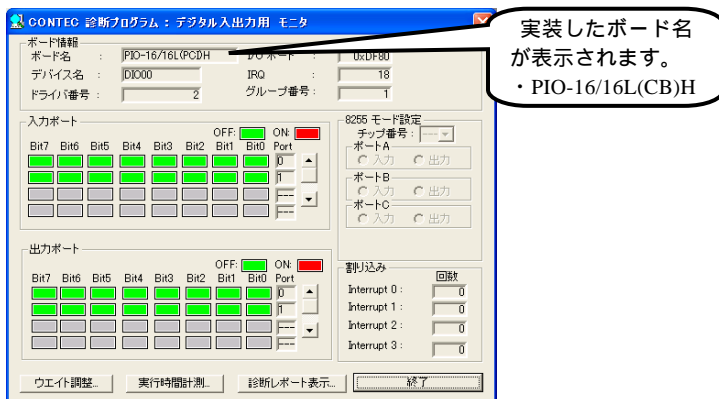 CONTEC 診断プログラム : デジタル入出力用 モニタ
実装したボード名
が表示されます。
・PIO-16/16L(CB)H
ボード情報
ボード名 : PIO-16/16L(PCI)H I/O ポート : 0xDF80
デバイス名 : DIO00 IRQ : 18
ドライバ番号 : 2 グループ番号 : 1
入力ポート
OFF: ON:
Bit7 Bit6 Bit5 Bit4 Bit3 Bit2 Bit1 Bit0 Port
0
1
---
---
8255 モード設定
チップ番号 : ---
ポートA
入力 出力
ポートB
入力 出力
ポートC
入力 出力
出力ポート
OFF: ON:
Bit7 Bit6 Bit5 Bit4 Bit3 Bit2 Bit1 Bit0 Port
0
1
---
---
割り込み 回数
Interrupt 0 : 0
Interrupt 1 : 0
Interrupt 2 : 0
Interrupt 3 : 0
ウエイト調整... 実行時間計測... 診断レポート表示... 終了